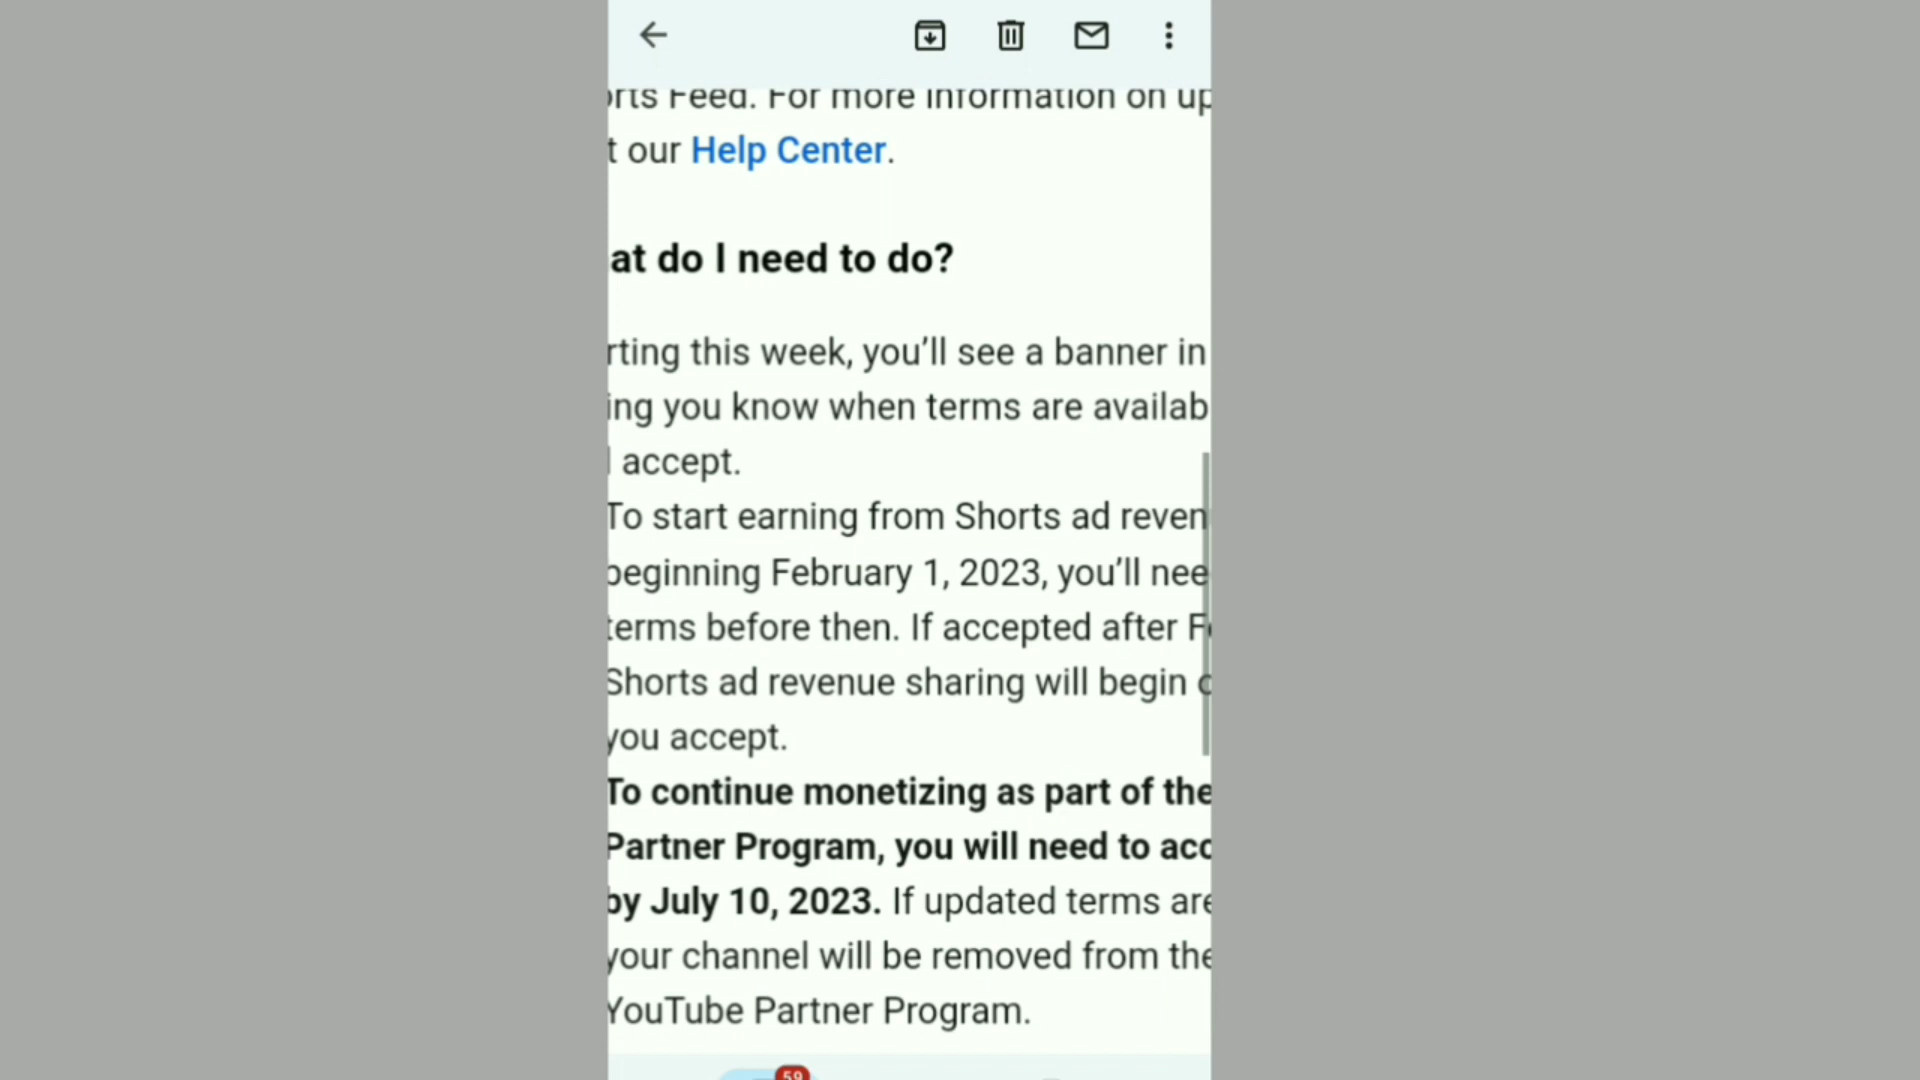 orts Feed. For more information on up
t our Help Center.
at do I need to do?
rting this week, you'll see a banner in
ing you know when terms are availab
accept.
To start earning from Shorts ad reven
beginning February 1, 2023, you'll nee
terms before then. If accepted after Fe
Shorts ad revenue sharing will begin o
you accept.
To continue monetizing as part of the
Partner Program, you will need to acc
by July 10, 2023. If updated terms are
your channel will be removed from the
YouTube Partner Program.
59